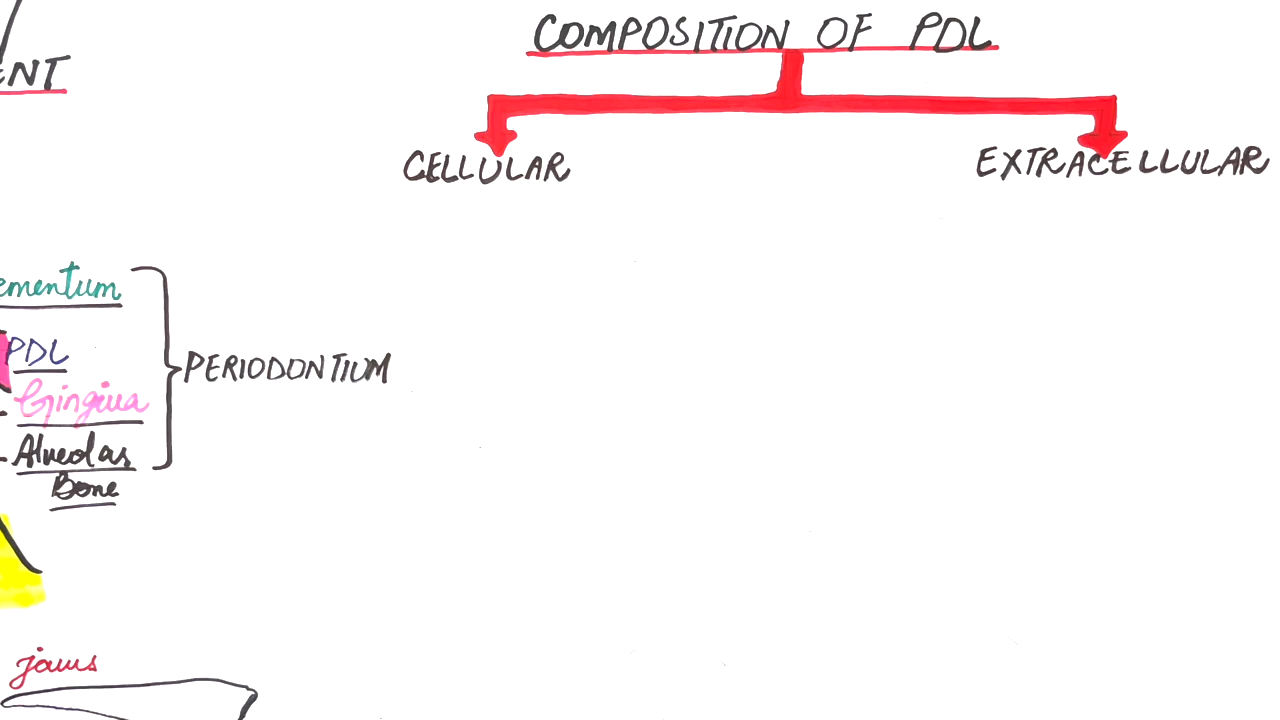 COMPOSITION OF PDL
ENT
CELLULAR
EXTRACELLULAR
ementum
PDL
PERIODONTIUM
Gingiva
Alveolar
Bone
jaws